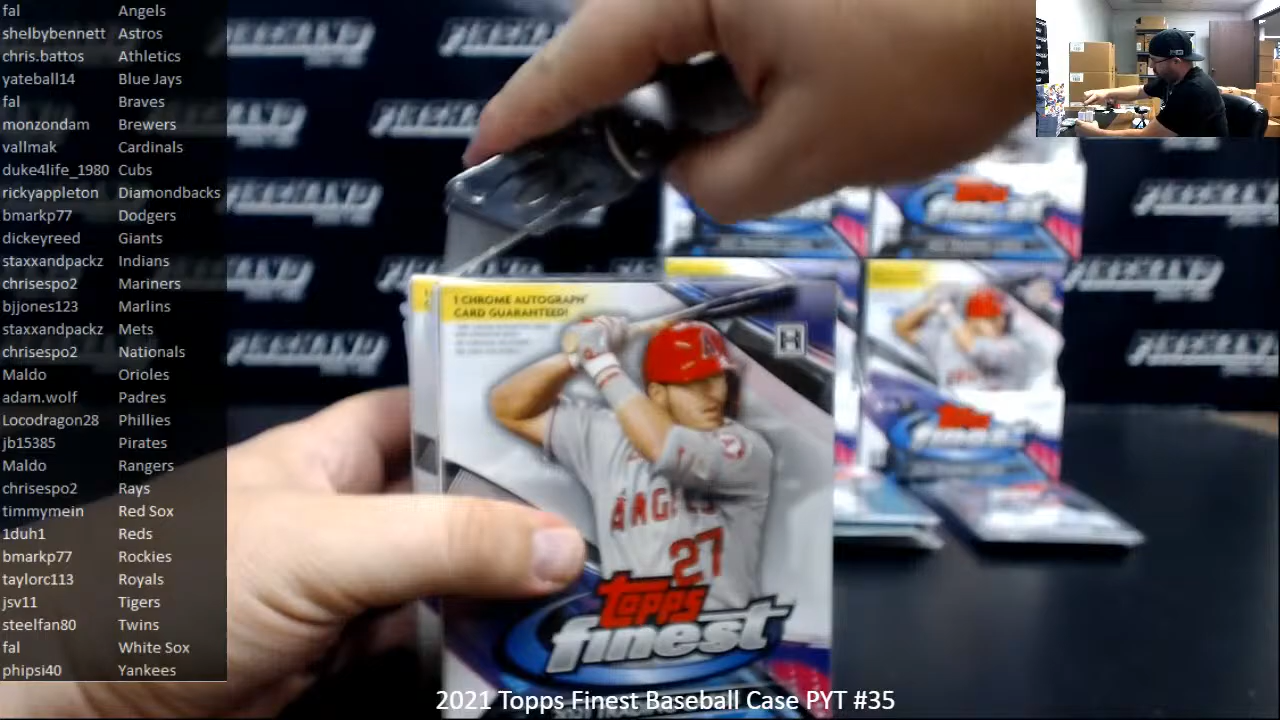 fal Angels
shelbybennett Astros
chris.battos Athletics
yateball14 Blue Jays
fal Braves
monzondam Brewers
vallmak Cardinals
duke4life_1980 Cubs
rickyappleton Diamondbacks
bmarkp77 Dodgers
dickeyreed Giants
staxxandpackz Indians
chrisespo2 Mariners
bjjones123 Marlins
staxxandpackz Mets
chrisespo2 Nationals
Maldo Orioles
adam.wolf Padres
Locodragon28 Phillies
jb15385 Pirates
Maldo Rangers
chrisespo2 Rays
timmymein Red Sox
1duh1 Reds
bmarkp77 Rockies
taylorc113 Royals
jsv11 Tigers
steelfan80 Twins
fal White Sox
phipsi40 Yankees
1 CHROME AUTOGRAPH
CARD GUARANTEED!
H
ANGELS
27
topps
finest
topps
finest
topps
finest
2021 Topps Finest Baseball Case PYT #35